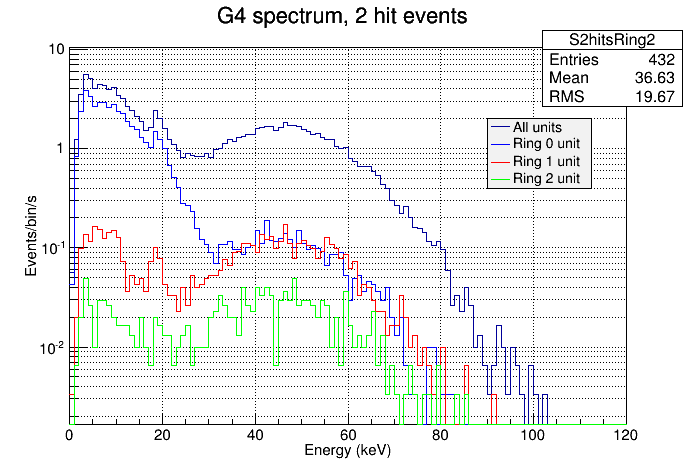 G4 spectrum, 2 hit events
S2hitsRing2
Entries 432
Mean 36.63
RMS 19.67
All units
Ring 0 unit
Ring 1 unit
Ring 2 unit
Events/bin/s
10
1
10-1
10-2
0 20 40 60 80 100 120
Energy (keV)